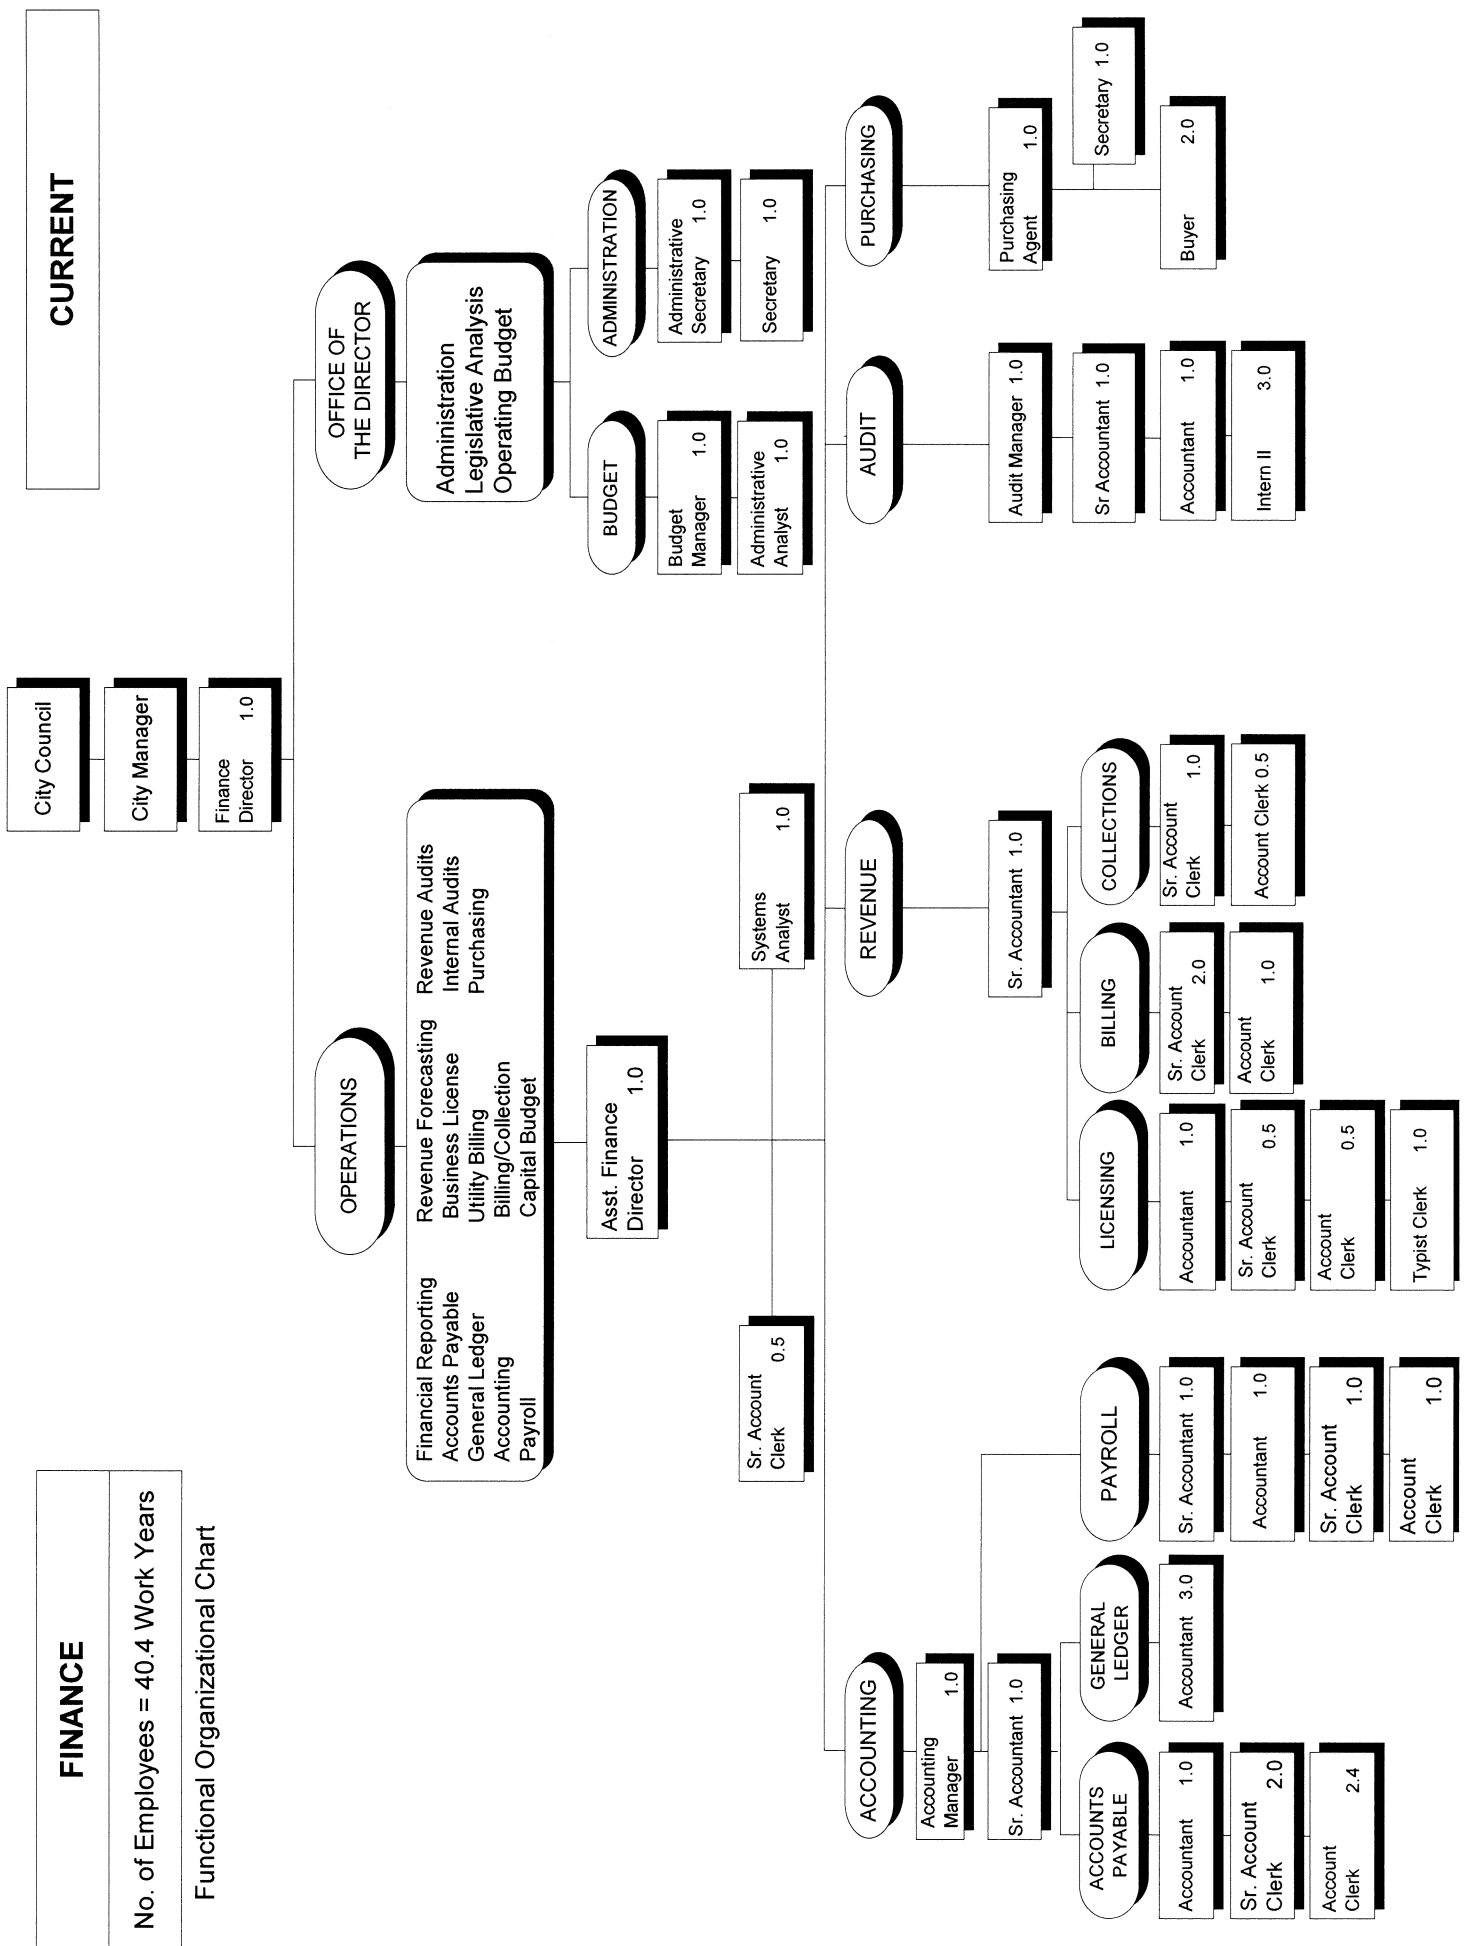 FINANCE
No. of Employees = 40.4 Work Years
Functional Organizational Chart
CURRENT
City Council
City Manager
Finance
Director 1.0
OPERATIONS
Financial Reporting
Accounts Payable
General Ledger
Accounting
Payroll
Revenue Forecasting
Business License
Utility Billing
Billing/Collection
Capital Budget
Revenue Audits
Internal Audits
Purchasing
OFFICE OF
THE DIRECTOR
Administration
Legislative Analysis
Operating Budget
Asst. Finance
Director 1.0
BUDGET
Budget
Manager 1.0
Administrative
Analyst 1.0
ADMINISTRATION
Administrative
Secretary 1.0
Secretary 1.0
Sr. Account
Clerk 0.5
Systems
Analyst 1.0
ACCOUNTING
Accounting
Manager 1.0
Sr. Accountant 1.0
ACCOUNTS
PAYABLE
Accountant 1.0
Sr. Account
Clerk 2.0
Account
Clerk 2.4
GENERAL
LEDGER
Accountant 3.0
PAYROLL
Sr. Accountant 1.0
Accountant 1.0
Sr. Account
Clerk 1.0
Account
Clerk 1.0
REVENUE
Sr. Accountant 1.0
LICENSING
Accountant 1.0
Sr. Account
Clerk 0.5
Account
Clerk 0.5
Typist Clerk 1.0
BILLING
Sr. Account
Clerk 2.0
Account
Clerk 1.0
COLLECTIONS
Sr. Account
Clerk 1.0
Account Clerk 0.5
AUDIT
Audit Manager 1.0
Sr Accountant 1.0
Accountant 1.0
Intern II 3.0
PURCHASING
Purchasing
Agent 1.0
Secretary 1.0
Buyer 2.0